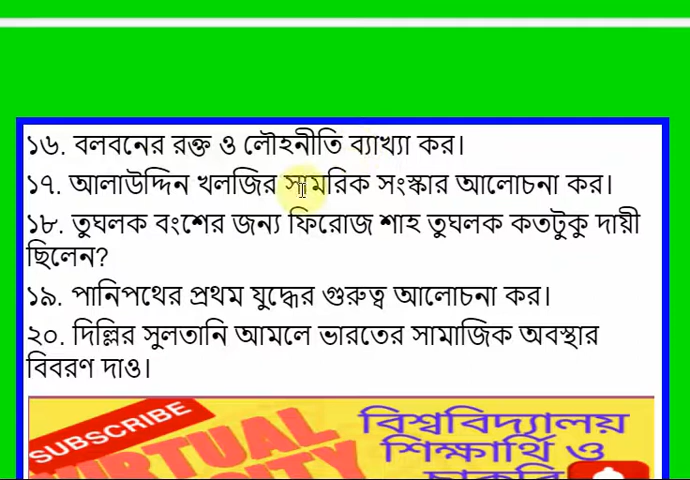 ১৬. বলবনের রক্ত ও লৌহনীতি ব্যাখ্যা কর।
১৭. আলাউদ্দিন খলজির সামরিক সংস্কার আলোচনা কর।
১৮. তুঘলক বংশের জন্য ফিরোজ শাহ তুঘলক কতটুকু দায়ী
ছিলেন?
১৯. পানিপথের প্রথম যুদ্ধের গুরুত্ব আলোচনা কর।
২০. দিল্লির সুলতানি আমলে ভারতের সামাজিক অবস্থার
বিবরণ দাও।
SUBSCRIBE
VIRTUAL
বিশ্ববিদ্যালয়
শিক্ষার্থি ও